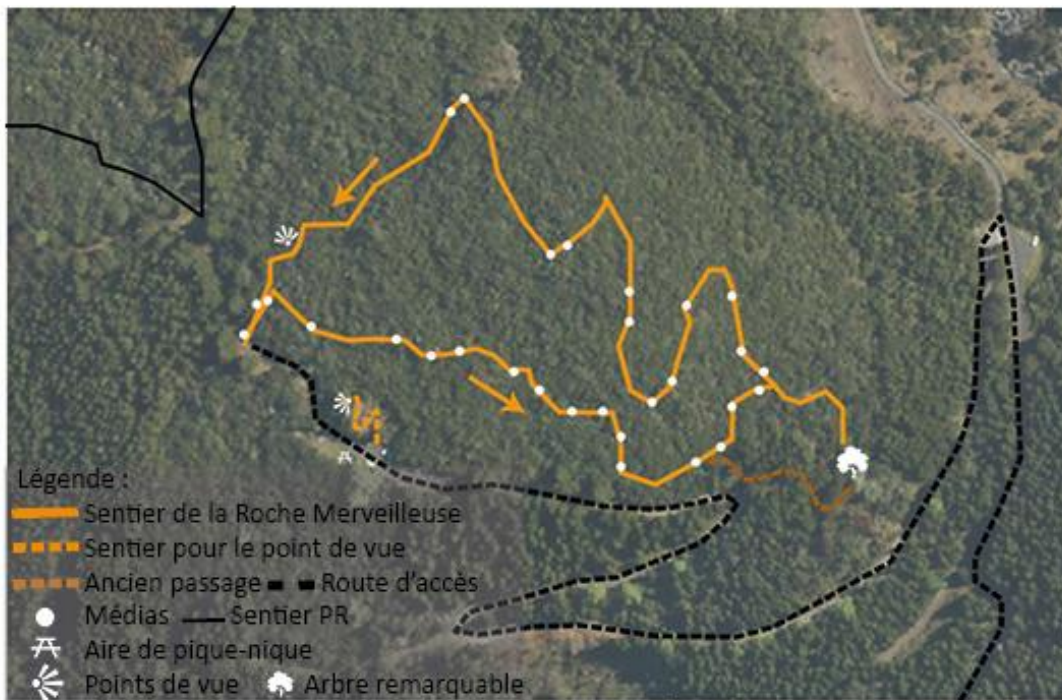 Légende :
Sentier de la Roche Merveilleuse
Sentier pour le point de vue
Ancien passage Route d'accès
Médias Sentier PR
Aire de pique-nique
Points de vue Arbre remarquable